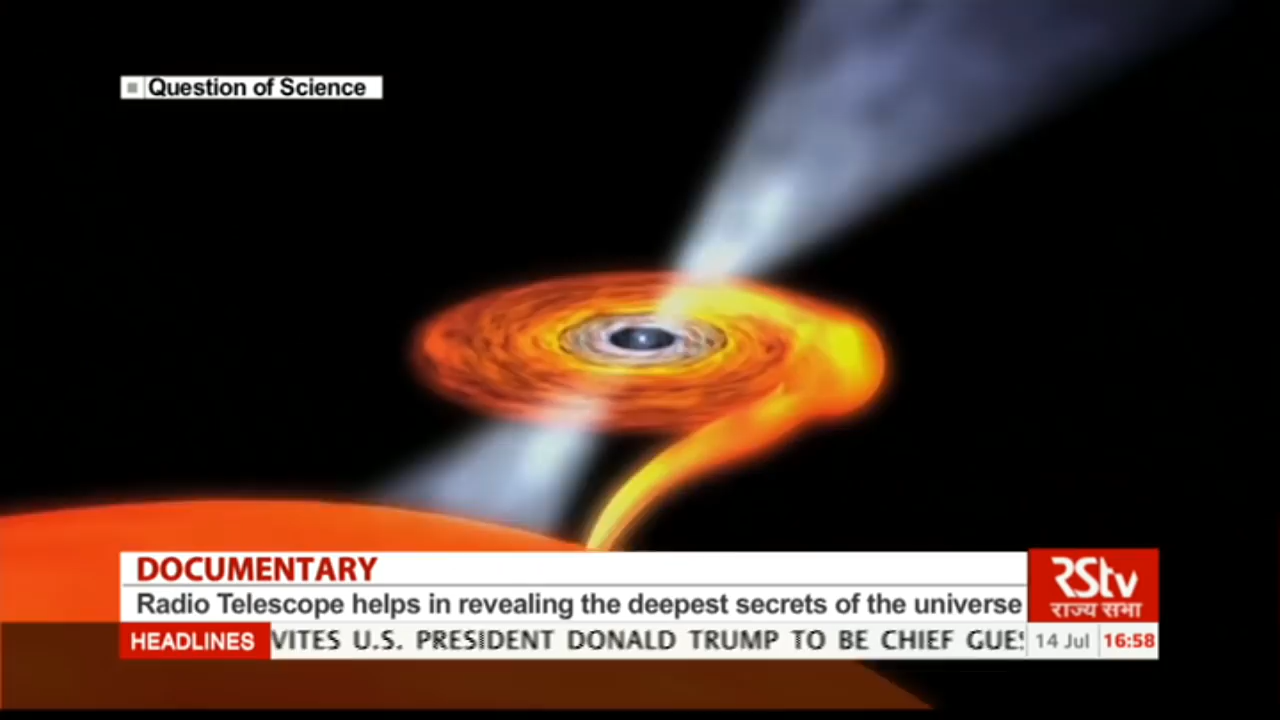 Question of Science
DOCUMENTARY
Radio Telescope helps in revealing the deepest secrets of the universe
RStv
राज्य सभा
HEADLINES
VITES U.S. PRESIDENT DONALD TRUMP TO BE CHIEF GUES
14 Jul
16:58